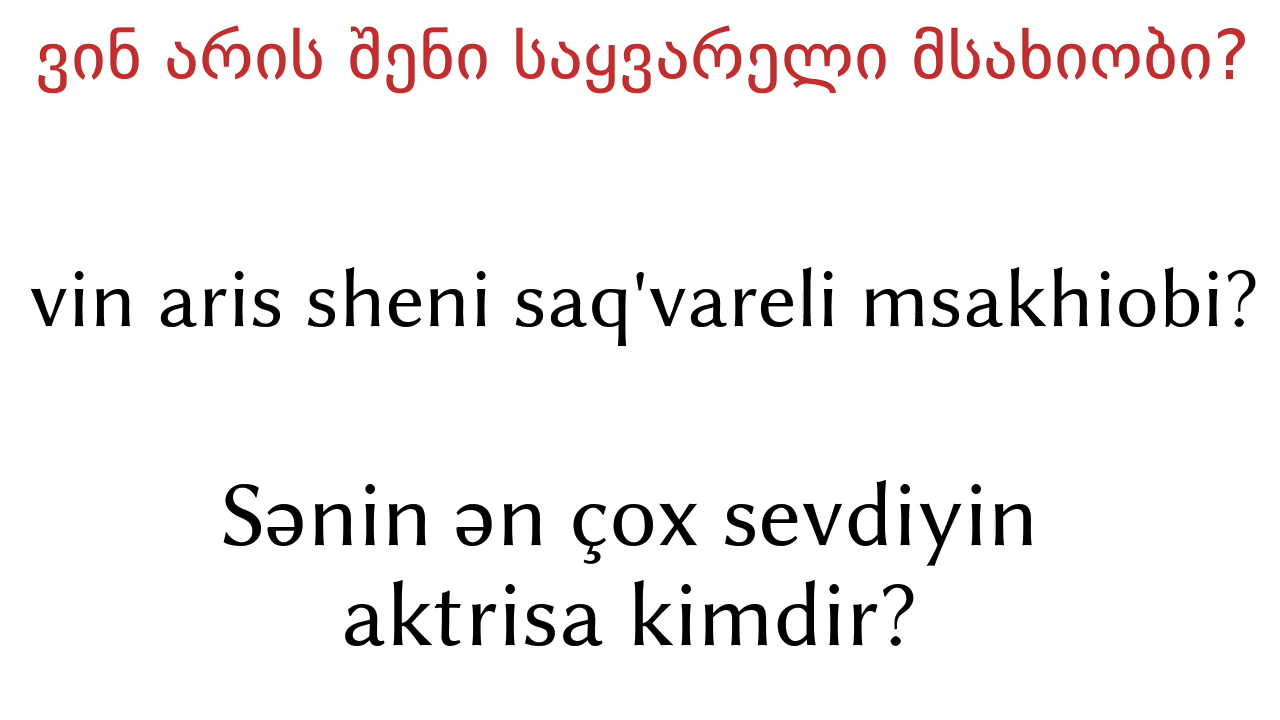 ვინ არის შენი საყვარელი მსახიობი?
vin aris sheni saq'vareli msakhiobi?
Sənin ən çox sevdiyin
aktrisa kimdir?